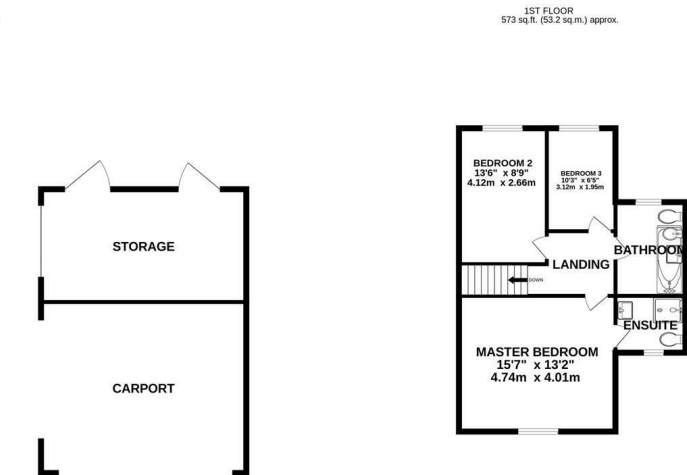 1ST FLOOR
573 sq.ft. (53.2 sq.m.) approx.
BEDROOM 2
13'6" x 8'9"
4.12m x 2.66m
BEDROOM 3
10'3" x 6'5"
3.12m x 1.95m
STORAGE
BATHROOM
LANDING
DOWN
ENSUITE
MASTER BEDROOM
15'7" x 13'2"
4.74m x 4.01m
CARPORT